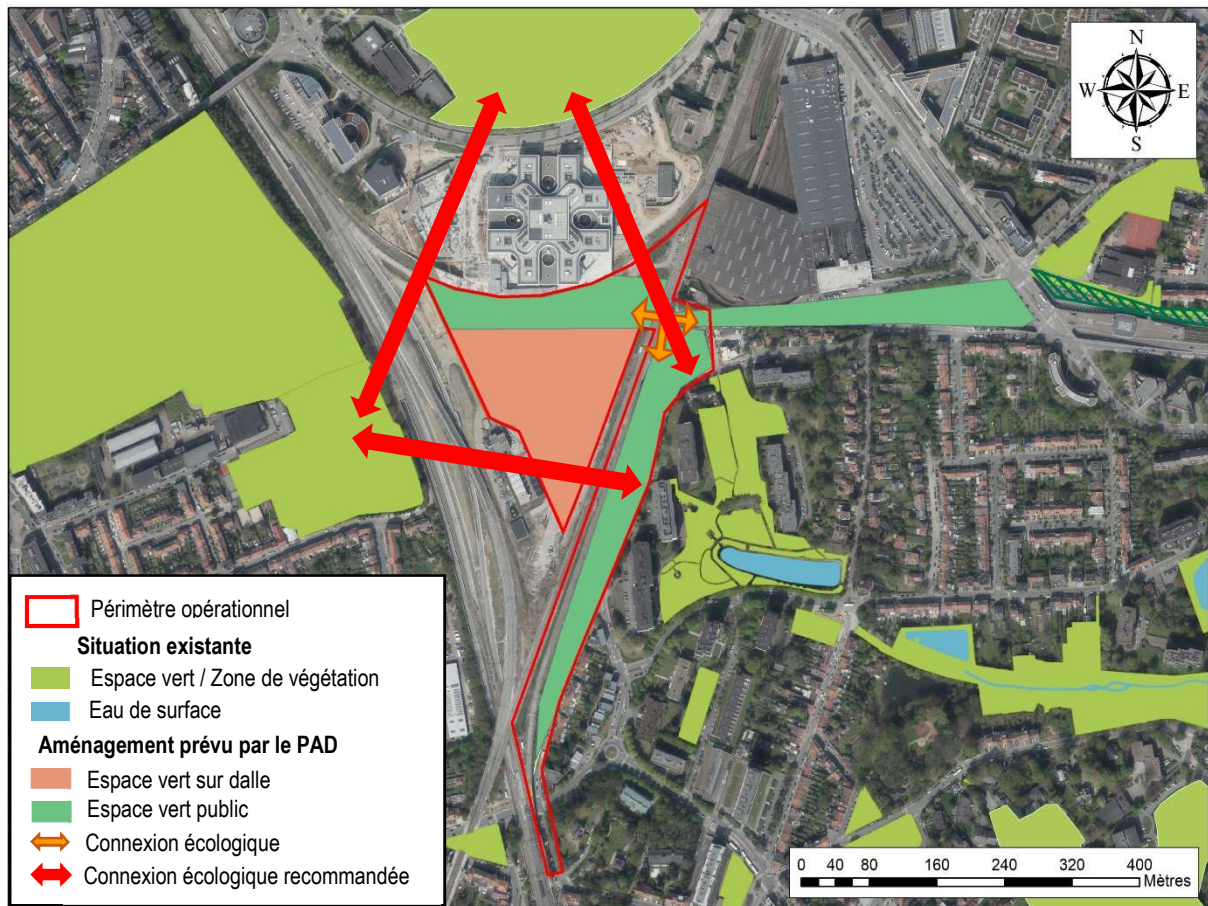 N
W E
S
Périmètre opérationnel
Situation existante
Espace vert / Zone de végétation
Eau de surface
Aménagement prévu par le PAD
Espace vert sur dalle
Espace vert public
Connexion écologique
Connexion écologique recommandée
0 40 80 160 240 320 400
Mètres